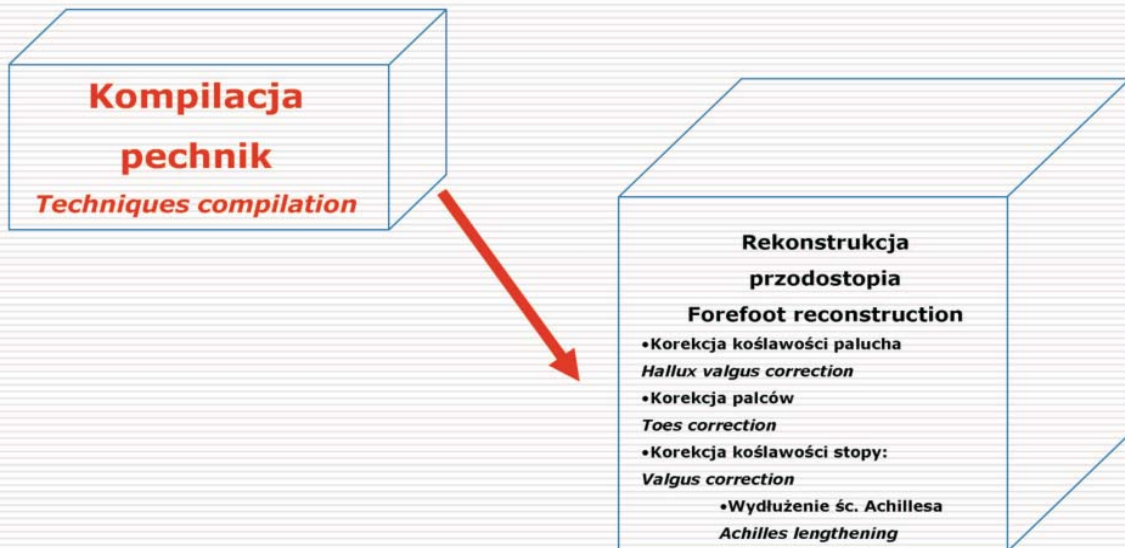 Kompilacja
pechnik
Techniques compilation
Rekonstrukcja
przodostopia
Forefoot reconstruction
•Korekcja koślawości palucha
Hallux valgus correction
•Korekcja palców
Toes correction
•Korekcja koślawości stopy:
Valgus correction
•Wydłużenie śc. Achillesa
Achilles lengthening